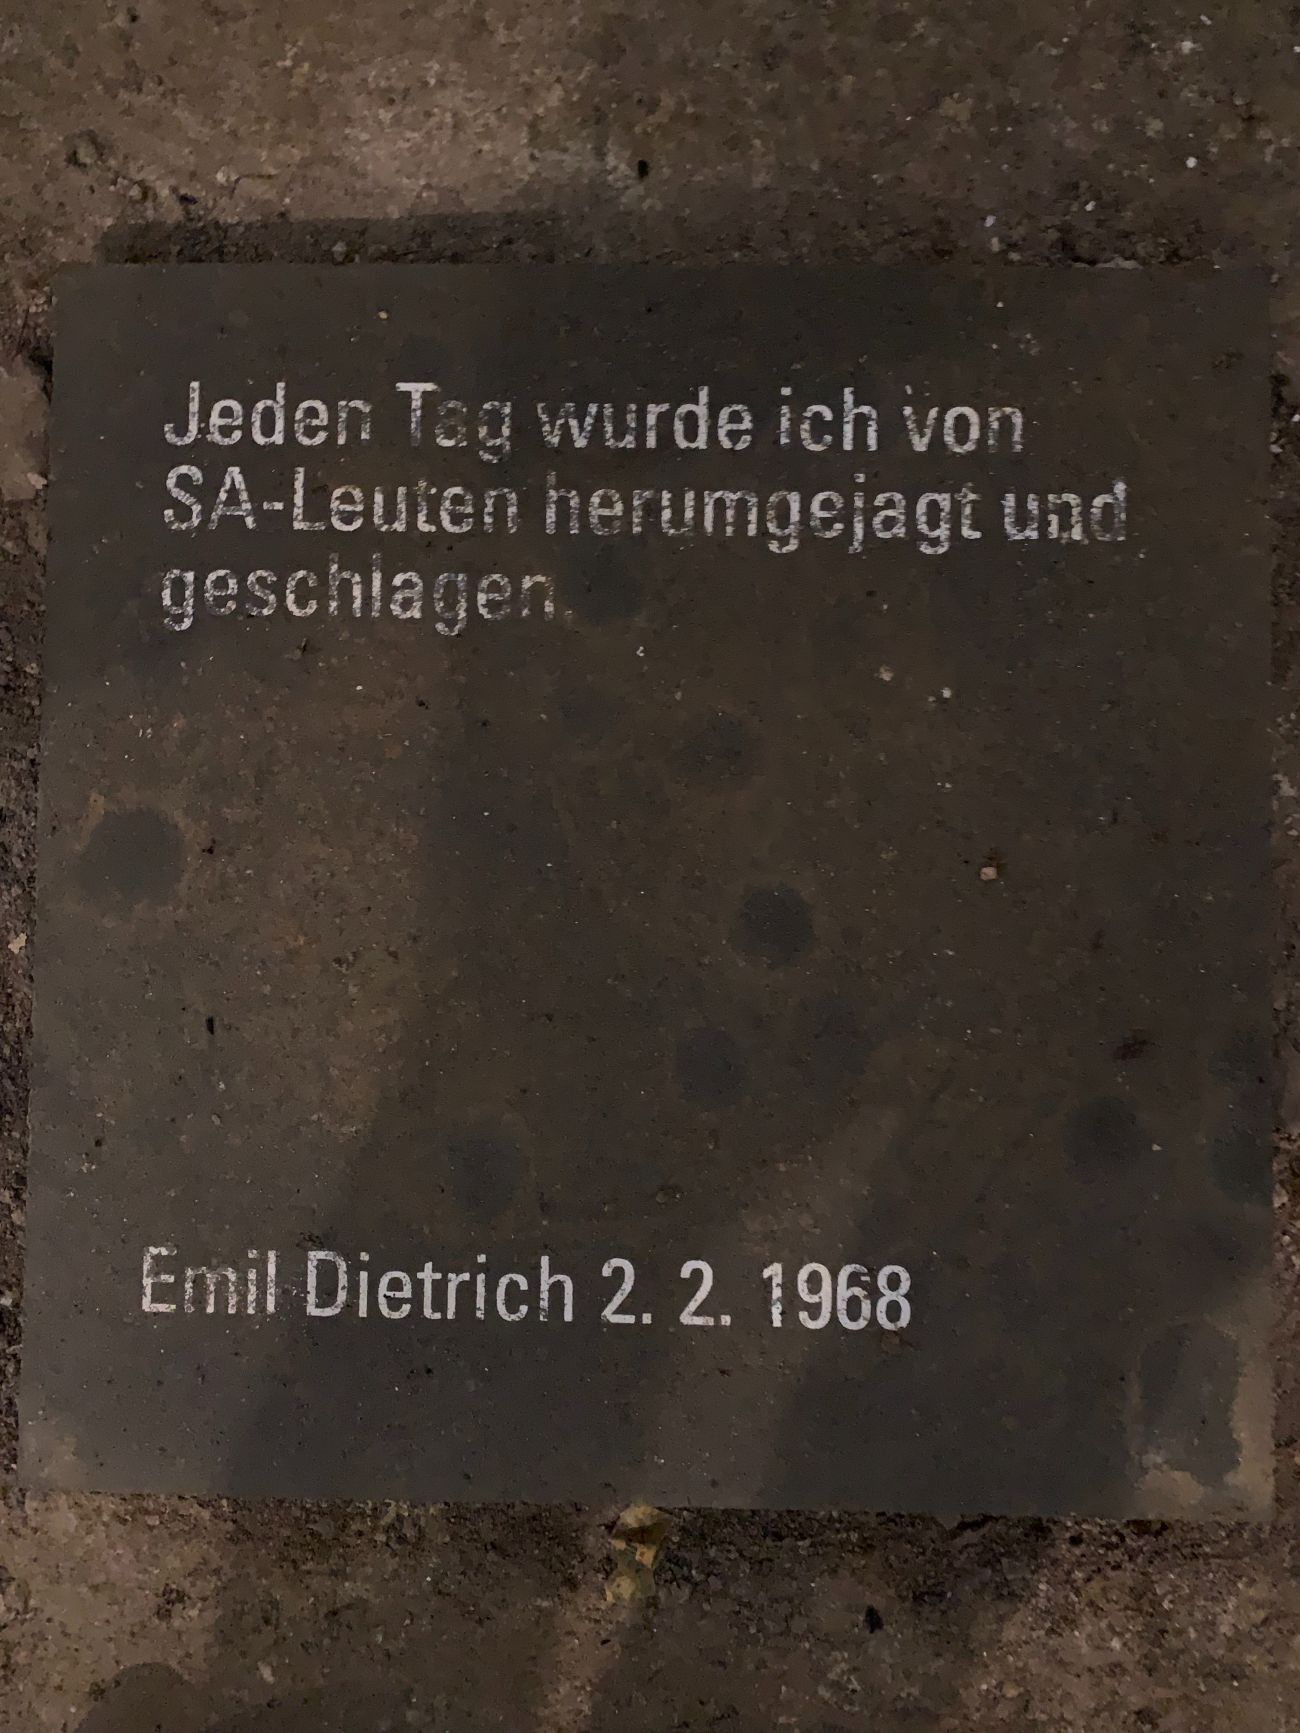 Jeden Tag wurde ich von
SA-Leuten herumgejagt und
geschlagen.
Emil Dietrich 2. 2. 1968